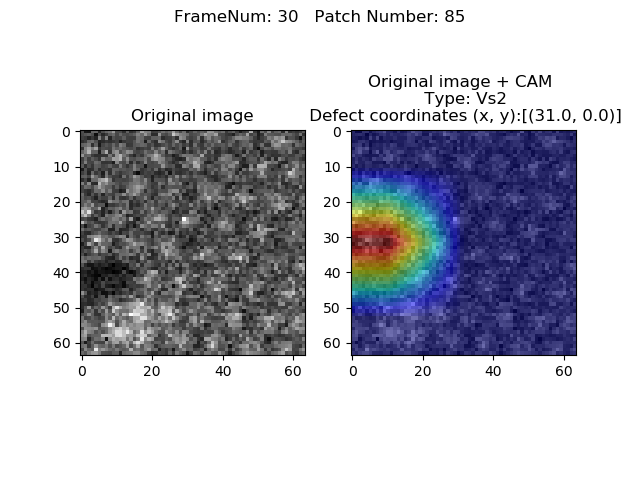 FrameNum: 30   Patch Number: 85
Original image
0
10
20
30
40
50
60
0 20 40 60
Original image + CAM
Type: Vs2
Defect coordinates (x, y):[(31.0, 0.0)]
0
10
20
30
40
50
60
0 20 40 60